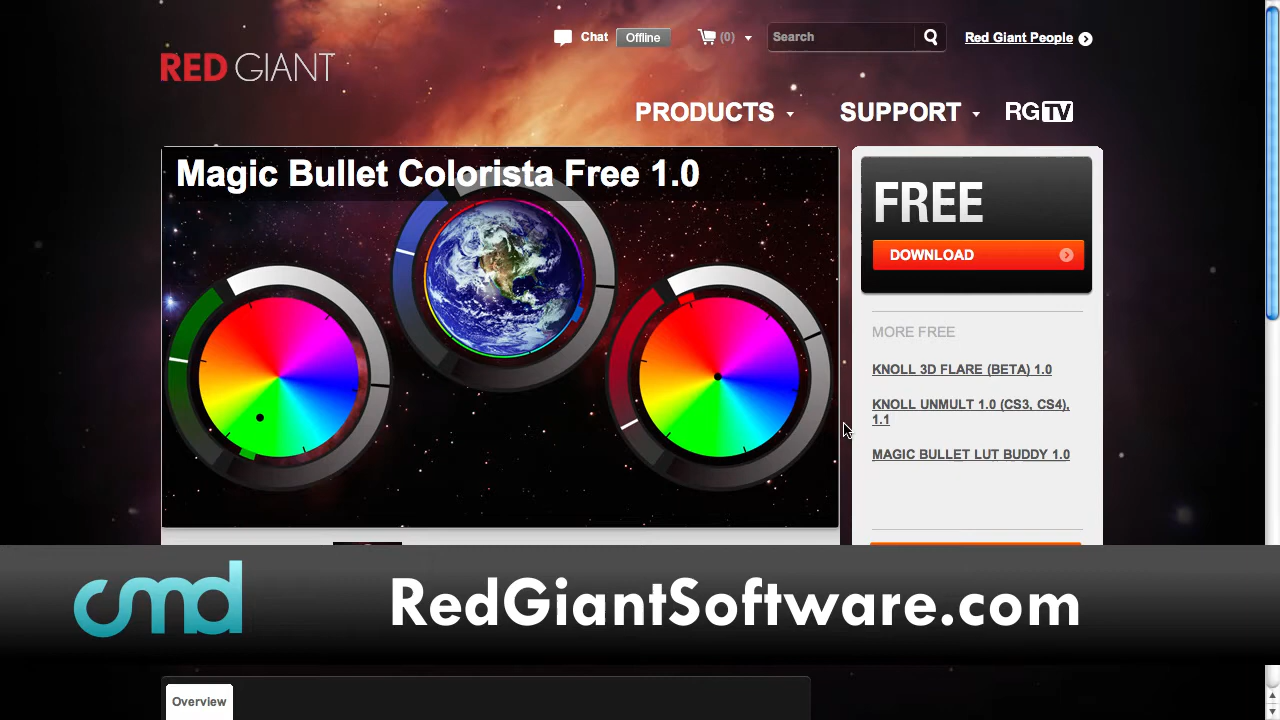 Chat Offline (0) Search Red Giant People
RED GIANT
PRODUCTS SUPPORT RGTV
Magic Bullet Colorista Free 1.0
FREE
DOWNLOAD
MORE FREE
KNOLL 3D FLARE (BETA) 1.0
KNOLL UNMULT 1.0 (CS3, CS4),
1.1
MAGIC BULLET LUT BUDDY 1.0
cmd RedGiantSoftware.com
Overview